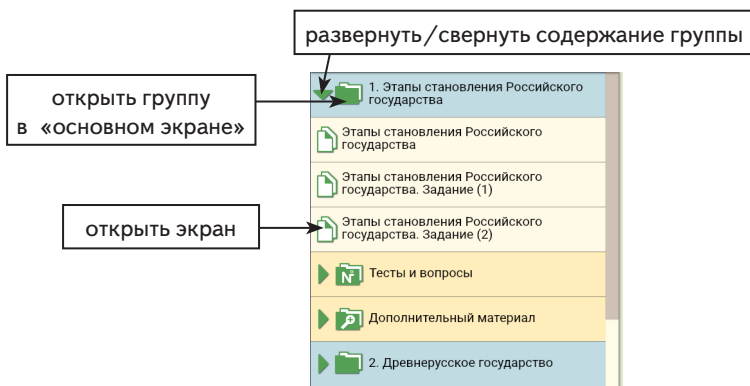 развернуть/свернуть содержание группы
открыть группу
в «основном экране»
1. Этапы становления Российского
государства
Этапы становления Российского
государства
Этапы становления Российского
государства. Задание (1)
открыть экран
Этапы становления Российского
государства. Задание (2)
N
Тесты и вопросы
Дополнительный материал
2. Древнерусское государство